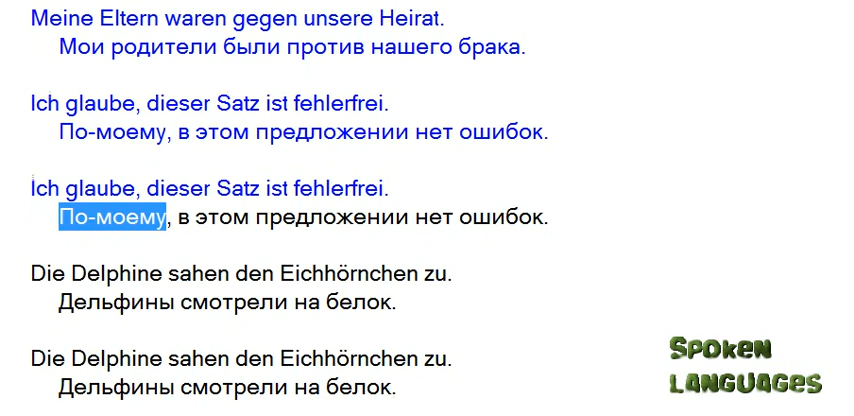 Meine Eltern waren gegen unsere Heirat.
Мои родители были против нашего брака.
Ich glaube, dieser Satz ist fehlerfrei.
По-моему, в этом предложении нет ошибок.
Ich glaube, dieser Satz ist fehlerfrei.
По-моему, в этом предложении нет ошибок.
Die Delphine sahen den Eichhörnchen zu.
Дельфины смотрели на белок.
Die Delphine sahen den Eichhörnchen zu.
Дельфины смотрели на белок.
Spoken
Languages